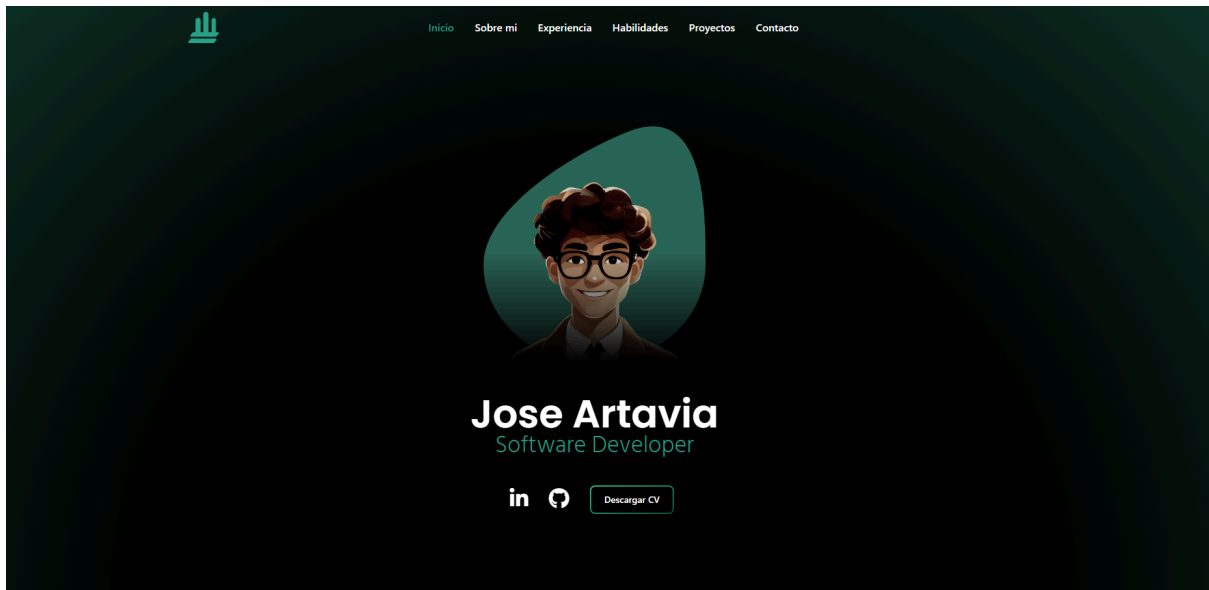 Inicio Sobre mi Experiencia Habilidades Proyectos Contacto
Jose Artavia
Software Developer
in Descargar CV